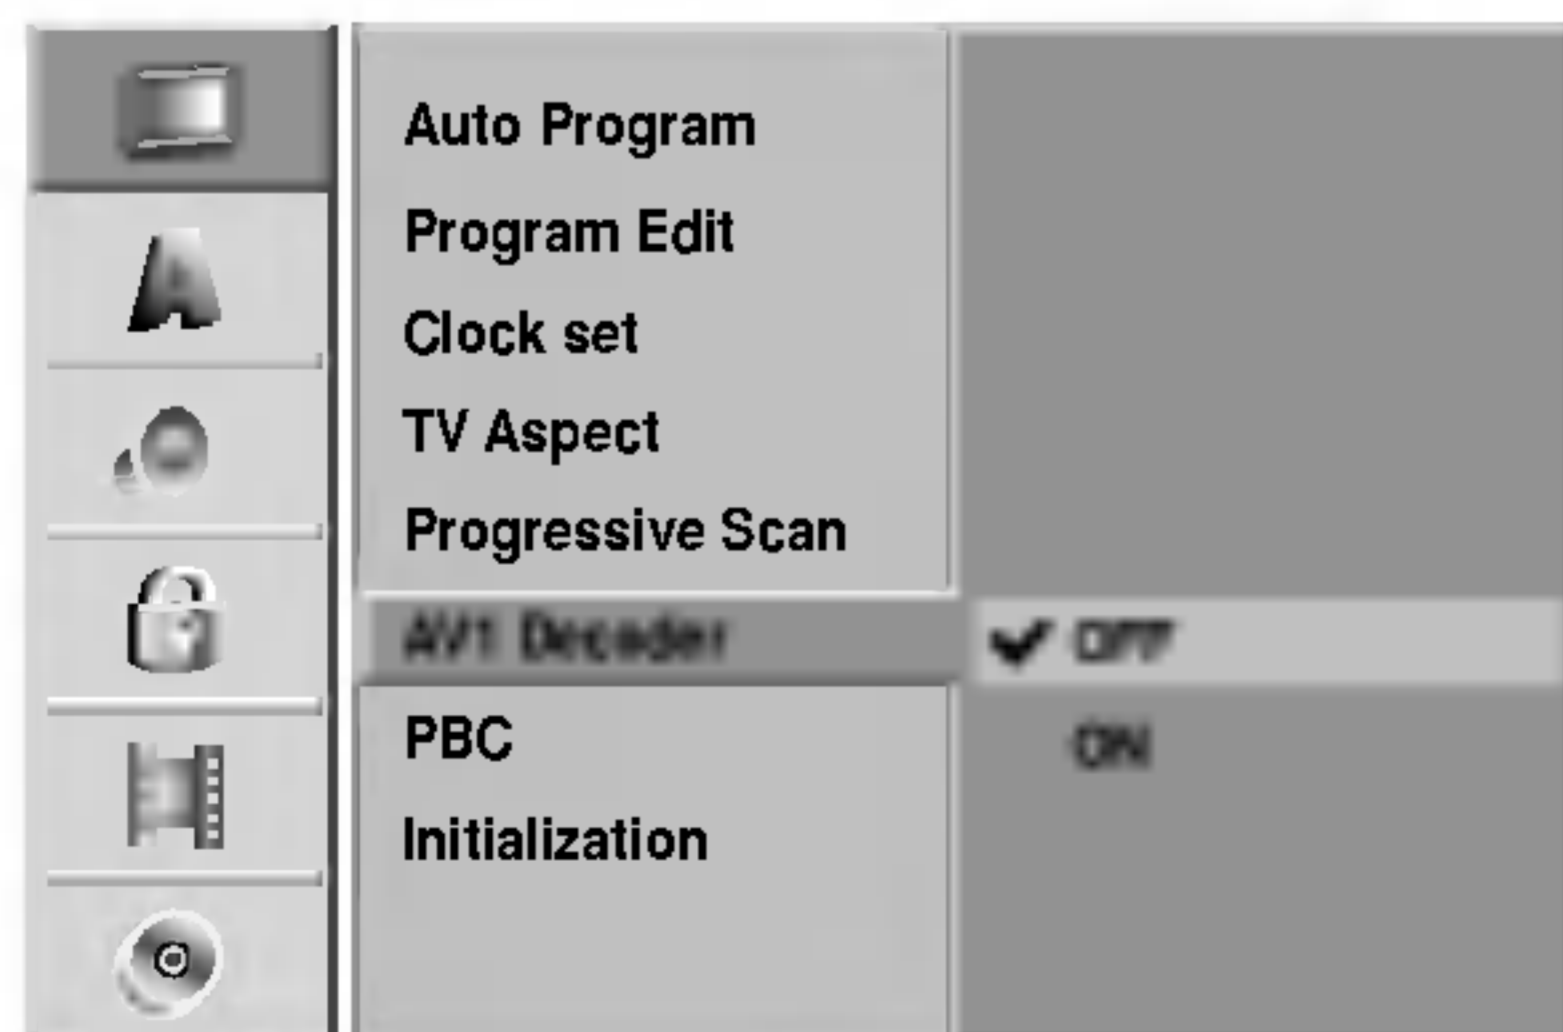 Auto Program
Program Edit
Clock set
TV Aspect
Progressive Scan
AV1 Decoder
OFF
ON
PBC
Initialization